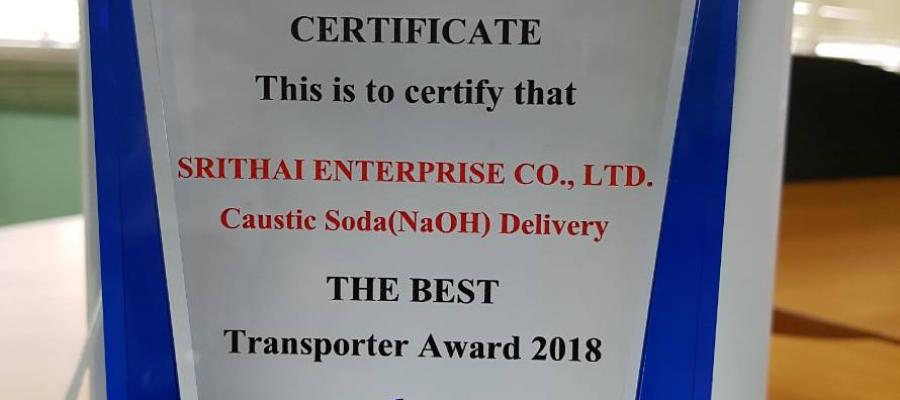 CERTIFICATE
This is to certify that
SRITHAI ENTERPRISE CO., LTD.
Caustic Soda(NaOH) Delivery
THE BEST
Transporter Award 2018